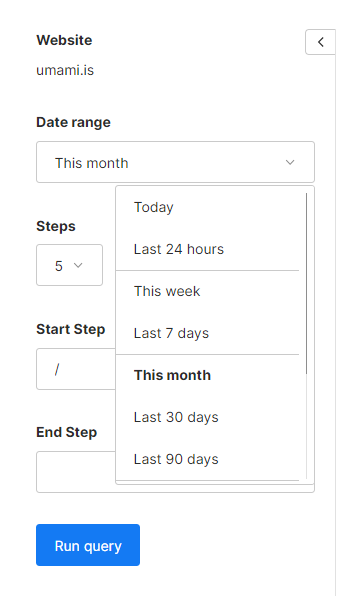 Website
umami.is
Date range
This month
Today
Last 24 hours
This week
Last 7 days
This month
Last 30 days
Last 90 days
Steps
5
Start Step
/
End Step
Run query